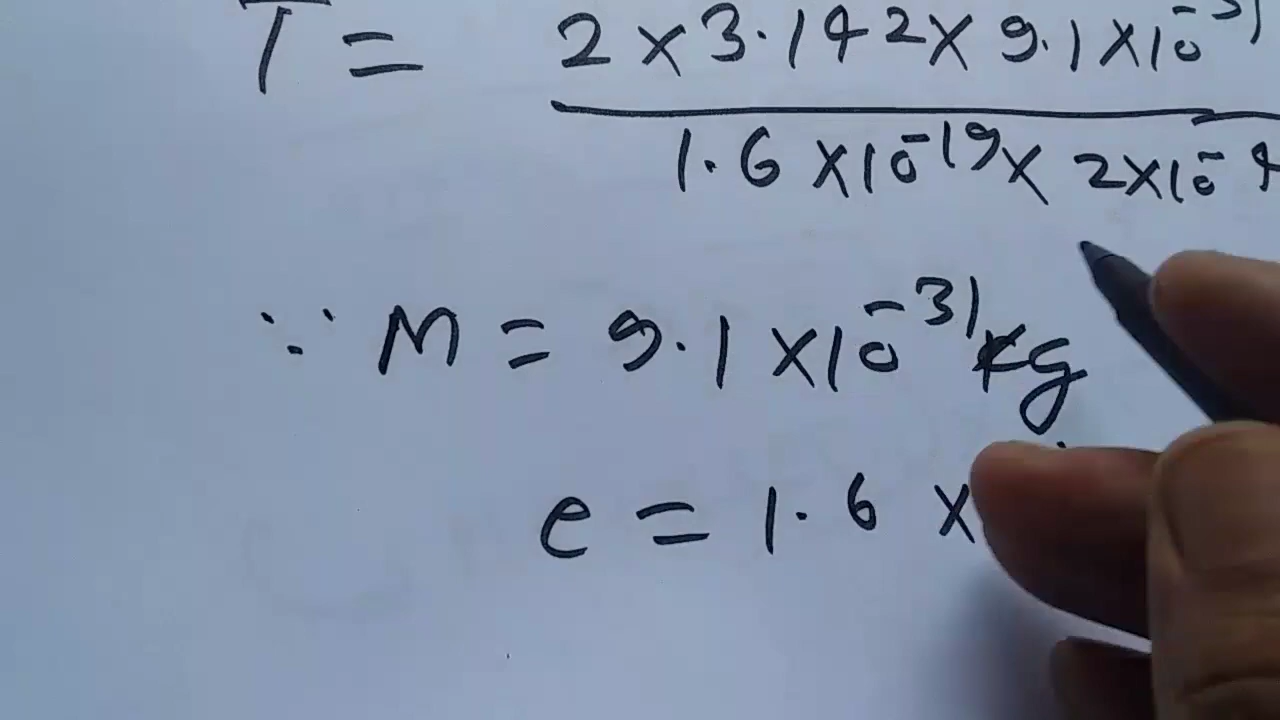 T = 2 × 3.142 × 9.1 × 10⁻³¹
1.6 × 10⁻¹⁹ × 2 × 10⁻⁴
∵ M = 9.1 × 10⁻³¹ kg
e = 1.6 ×